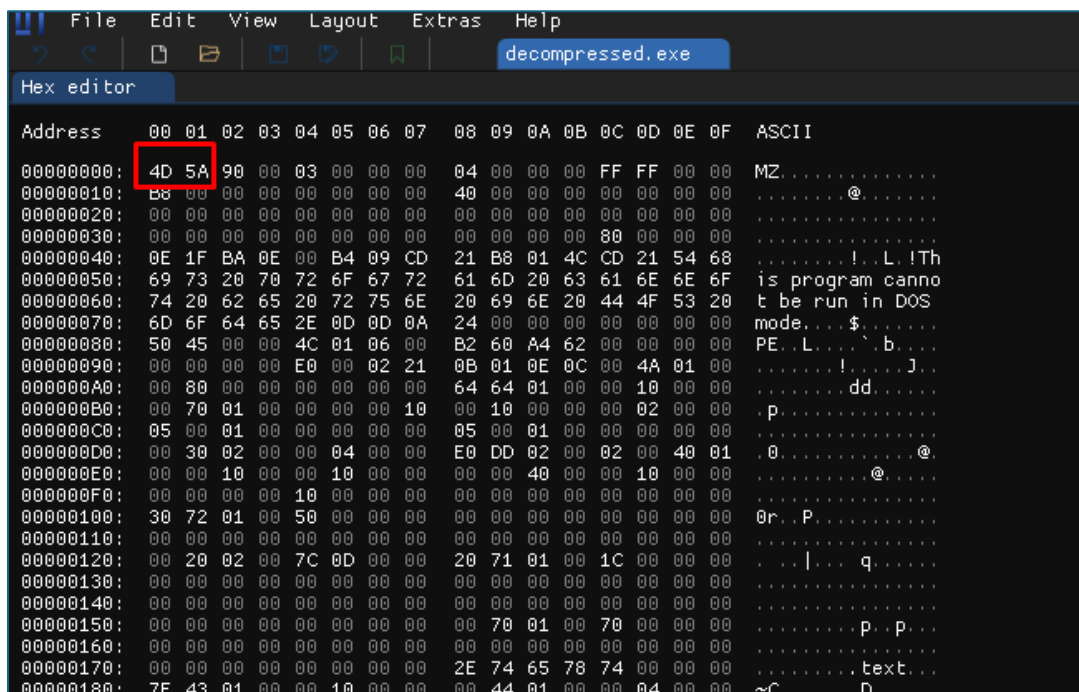 File Edit View Layout Extras Help
decompressed.exe
Hex editor
Address 00 01 02 03 04 05 06 07 08 09 0A 0B 0C 0D 0E 0F ASCII
00000000: 4D 5A 90 00 03 00 00 00 04 00 00 00 FF FF 00 00 MZ..............
00000010: B8 00 00 00 00 00 00 00 40 00 00 00 00 00 00 00 ........@.......
00000020: 00 00 00 00 00 00 00 00 00 00 00 00 00 00 00 00 ................
00000030: 00 00 00 00 00 00 00 00 00 00 00 00 80 00 00 00 ................
00000040: 0E 1F BA 0E 00 B4 09 CD 21 B8 01 4C CD 21 54 68 ........!..L.!Th
00000050: 69 73 20 70 72 6F 67 72 61 6D 20 63 61 6E 6E 6F is program canno
00000060: 74 20 62 65 20 72 75 6E 20 69 6E 20 44 4F 53 20 t be run in DOS
00000070: 6D 6F 64 65 2E 0D 0D 0A 24 00 00 00 00 00 00 00 mode....$.......
00000080: 50 45 00 00 4C 01 06 00 B2 60 A4 62 00 00 00 00 PE..L....`.b....
00000090: 00 00 00 00 E0 00 02 21 0B 01 0E 0C 00 4A 01 00 .......!.....J..
000000A0: 00 80 00 00 00 00 00 00 64 64 01 00 00 10 00 00 ........dd......
000000B0: 00 70 01 00 00 00 00 10 00 10 00 00 00 02 00 00 .p..............
000000C0: 05 00 01 00 00 00 00 00 05 00 01 00 00 00 00 00 ................
000000D0: 00 30 02 00 00 04 00 00 E0 DD 02 00 02 00 40 01 .0............@.
000000E0: 00 00 10 00 00 10 00 00 00 00 40 00 00 10 00 00 ..........@.....
000000F0: 00 00 00 00 10 00 00 00 00 00 00 00 00 00 00 00 ................
00000100: 30 72 01 00 50 00 00 00 00 00 00 00 00 00 00 00 0r..P...........
00000110: 00 00 00 00 00 00 00 00 00 00 00 00 00 00 00 00 ................
00000120: 00 20 02 00 7C 0D 00 00 20 71 01 00 1C 00 00 00 . ..|... q......
00000130: 00 00 00 00 00 00 00 00 00 00 00 00 00 00 00 00 ................
00000140: 00 00 00 00 00 00 00 00 00 00 00 00 00 00 00 00 ................
00000150: 00 00 00 00 00 00 00 00 00 70 01 00 70 00 00 00 .........p..p...
00000160: 00 00 00 00 00 00 00 00 00 00 00 00 00 00 00 00 ................
00000170: 00 00 00 00 00 00 00 00 2E 74 65 78 74 00 00 00 .........text...
00000180: 7E 43 01 00 00 10 00 00 00 44 01 00 00 04 00 00 ~C.......D......